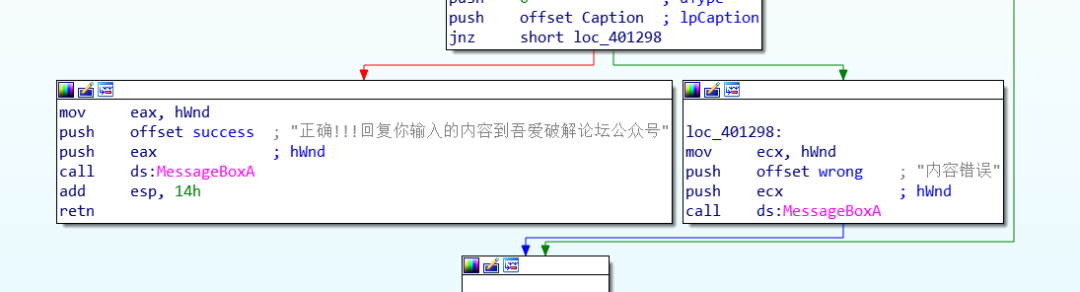 push    offset Caption  ; lpCaption
jnz     short loc_401298
mov     eax, hWnd
push    offset success  ; "正确!!!回复你输入的内容到吾爱破解论坛公众号"
push    eax             ; hWnd
call    ds:MessageBoxA
add     esp, 14h
retn
loc_401298:
mov     ecx, hWnd
push    offset wrong    ; "内容错误"
push    ecx             ; hWnd
call    ds:MessageBoxA